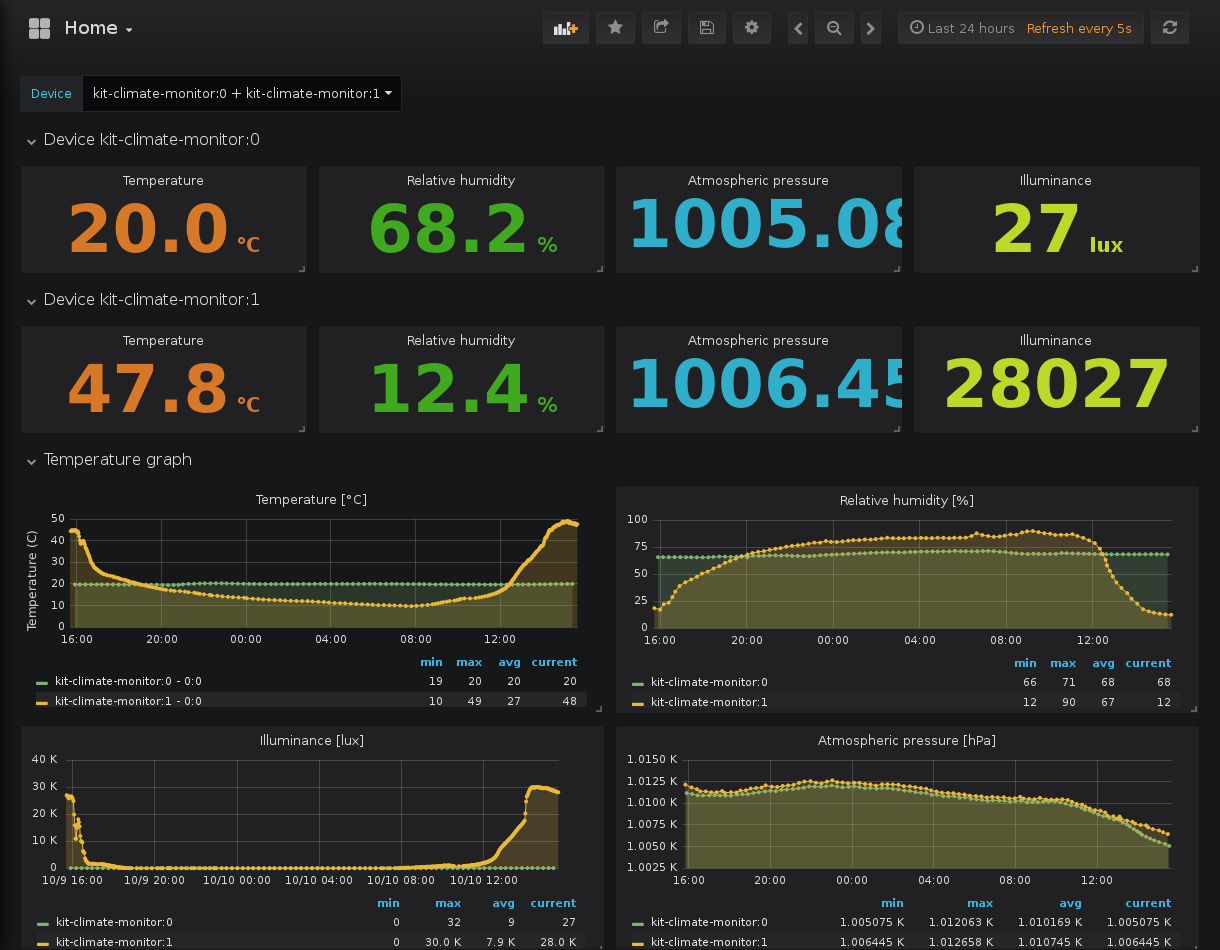 Home
Last 24 hours Refresh every 5s
Device kit-climate-monitor:0 + kit-climate-monitor:1
Device kit-climate-monitor:0
Temperature Relative humidity Atmospheric pressure Illuminance
20.0 °C 68.2 % 1005.08 27 lux
Device kit-climate-monitor:1
Temperature Relative humidity Atmospheric pressure Illuminance
47.8 °C 12.4 % 1006.45 28027
Temperature graph
Temperature [°C]
Temperature (C)
50
40
30
20
10
0
16:00 20:00 00:00 04:00 08:00 12:00
min max avg current
kit-climate-monitor:0 - 0:0 19 20 20 20
kit-climate-monitor:1 - 0:0 10 49 27 48
Relative humidity [%]
100
75
50
25
0
16:00 20:00 00:00 04:00 08:00 12:00
min max avg current
kit-climate-monitor:0 66 71 68 68
kit-climate-monitor:1 12 90 67 12
Illuminance [lux]
40 K
30 K
20 K
10 K
0
10/9 16:00 10/9 20:00 10/10 00:00 10/10 04:00 10/10 08:00 10/10 12:00
min max avg current
kit-climate-monitor:0 0 32 9 27
kit-climate-monitor:1 0 30.0 K 7.9 K 28.0 K
Atmospheric pressure [hPa]
1.0150 K
1.0125 K
1.0100 K
1.0075 K
1.0050 K
1.0025 K
16:00 20:00 00:00 04:00 08:00 12:00
min max avg current
kit-climate-monitor:0 1.005075 K 1.012063 K 1.010169 K 1.005075 K
kit-climate-monitor:1 1.006445 K 1.012658 K 1.010745 K 1.006445 K